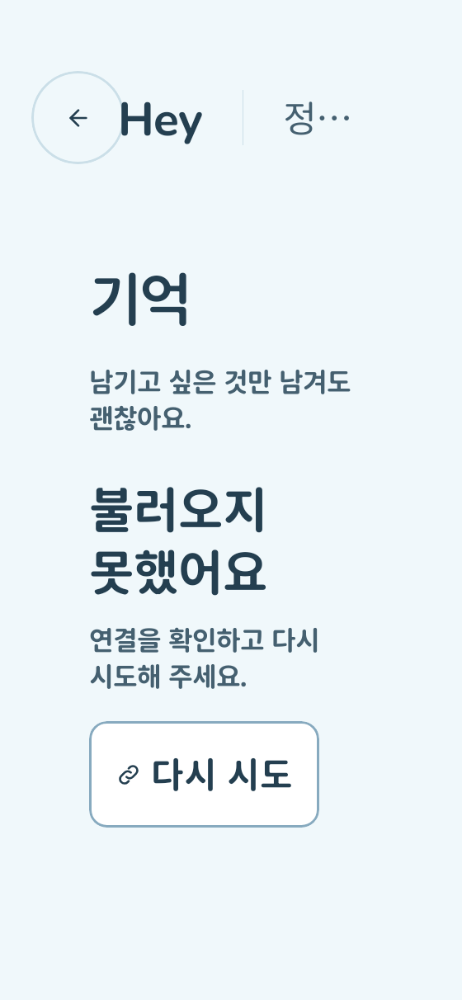 Hey 정…
기억
남기고 싶은 것만 남겨도
괜찮아요.
불러오지
못했어요
연결을 확인하고 다시
시도해 주세요.
다시 시도